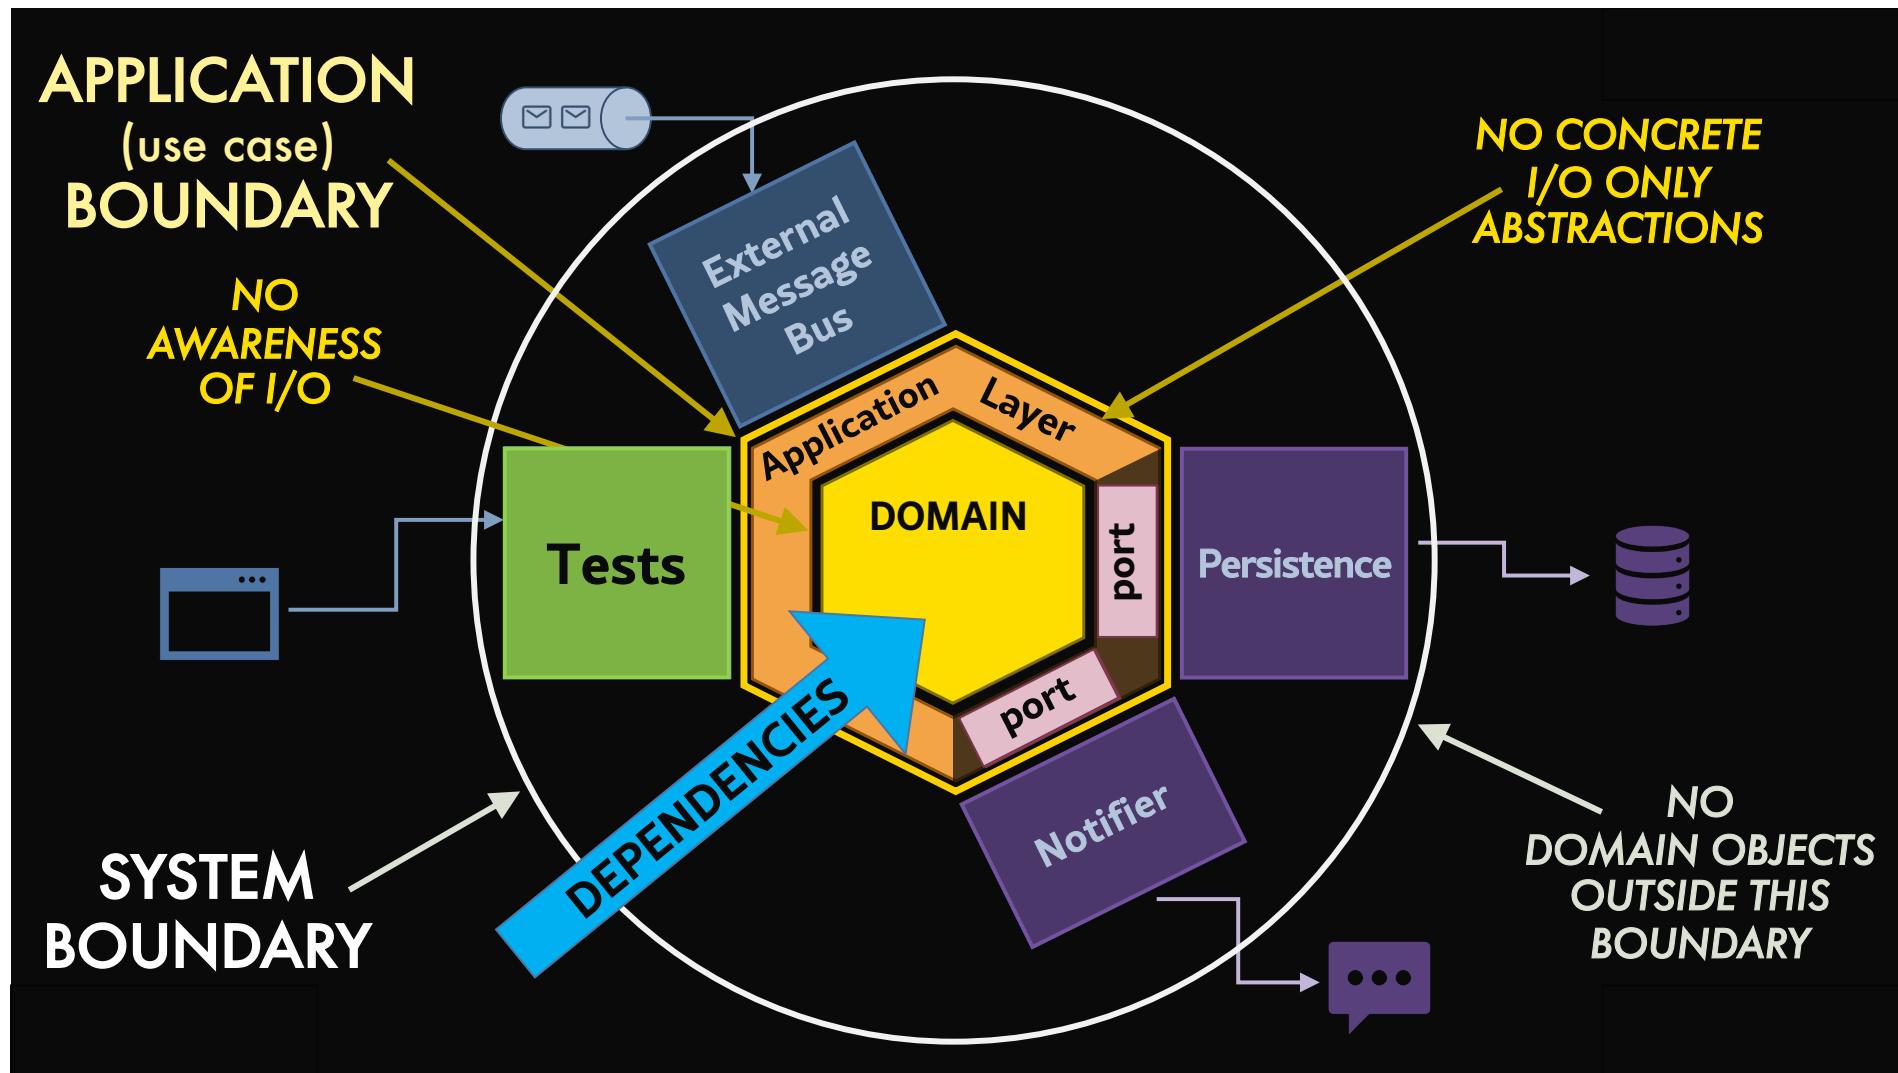 APPLICATION
(use case)
BOUNDARY
NO
AWARENESS
OF I/O
NO CONCRETE
I/O ONLY
ABSTRACTIONS
External
Message
Bus
Application Layer
DOMAIN
Tests
port
Persistence
port
Notifier
DEPENDENCIES
SYSTEM
BOUNDARY
NO
DOMAIN OBJECTS
OUTSIDE THIS
BOUNDARY